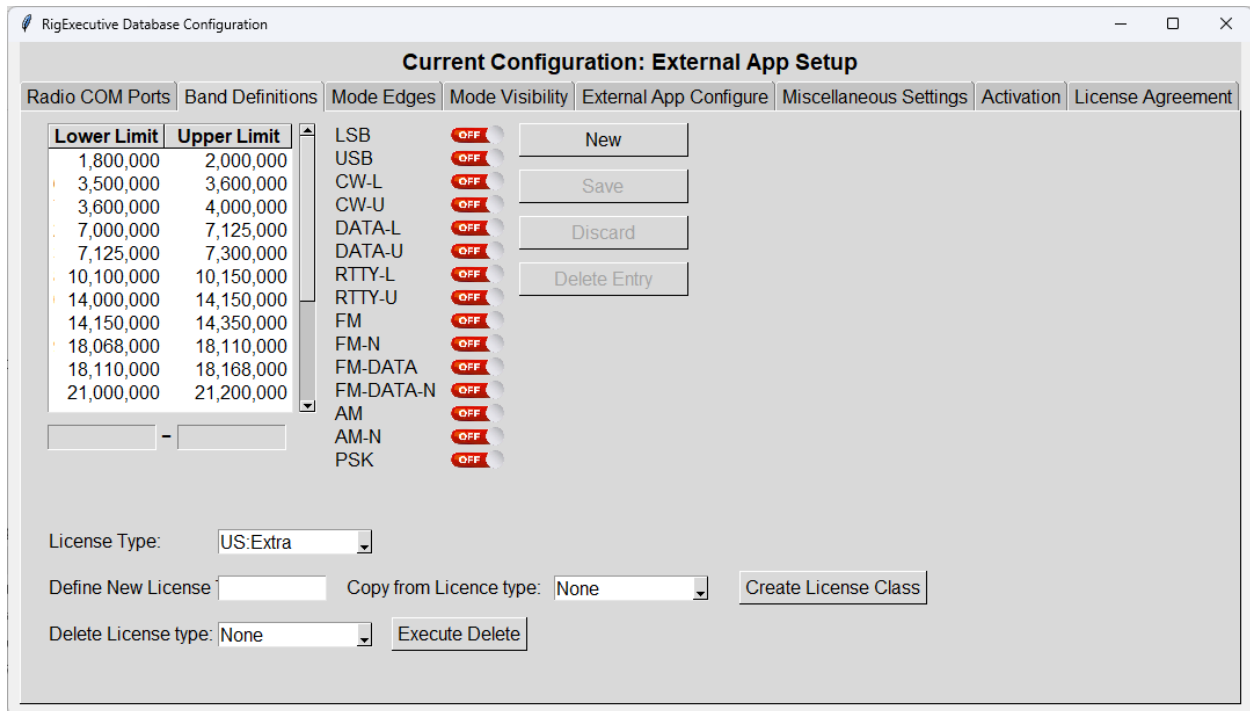 RigExecutive Database Configuration
Current Configuration: External App Setup
Radio COM Ports Band Definitions Mode Edges Mode Visibility External App Configure Miscellaneous Settings Activation License Agreement
Lower Limit Upper Limit
1,800,000 2,000,000
3,500,000 3,600,000
3,600,000 4,000,000
7,000,000 7,125,000
7,125,000 7,300,000
10,100,000 10,150,000
14,000,000 14,150,000
14,150,000 14,350,000
18,068,000 18,110,000
18,110,000 18,168,000
21,000,000 21,200,000
-
LSB OFF
USB OFF
CW-L OFF
CW-U OFF
DATA-L OFF
DATA-U OFF
RTTY-L OFF
RTTY-U OFF
FM OFF
FM-N OFF
FM-DATA OFF
FM-DATA-N OFF
AM OFF
AM-N OFF
PSK OFF
New
Save
Discard
Delete Entry
License Type: US:Extra
Define New License Copy from Licence type: None Create License Class
Delete License type: None Execute Delete